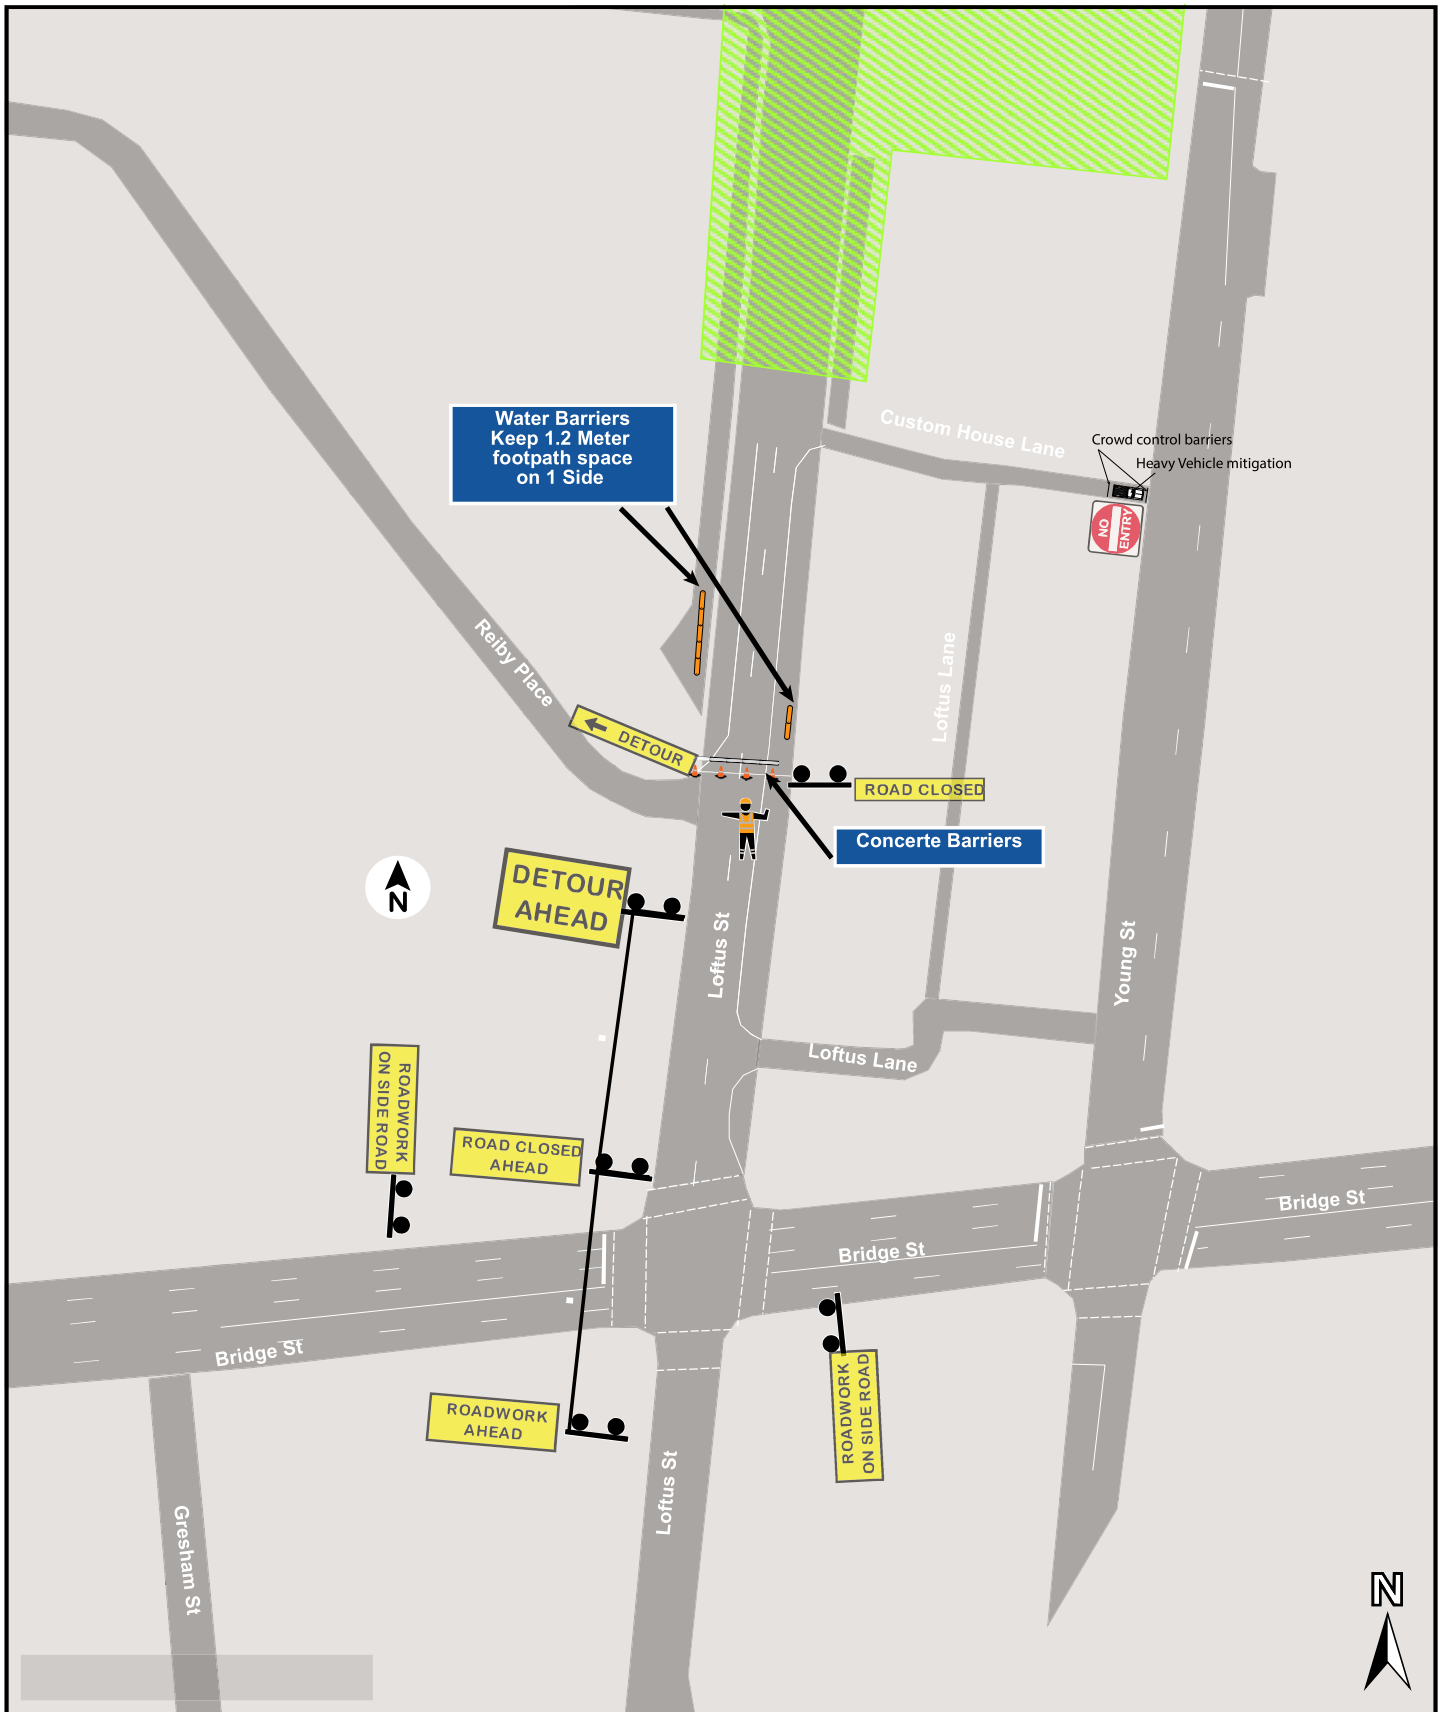 Water Barriers
Keep 1.2 Meter
footpath space
on 1 Side
Custom House Lane
Crowd control barriers
Heavy Vehicle mitigation
NO
ENTRY
Reiby Place
Loftus Lane
DETOUR
ROAD CLOSED
Concerte Barriers
N
DETOUR
AHEAD
Loftus St
Young St
Loftus Lane
ROADWORK
ON SIDE ROAD
ROAD CLOSED
AHEAD
Bridge St
Bridge St
Bridge St
ROADWORK
ON SIDE ROAD
ROADWORK
AHEAD
Loftus St
Gresham St
N